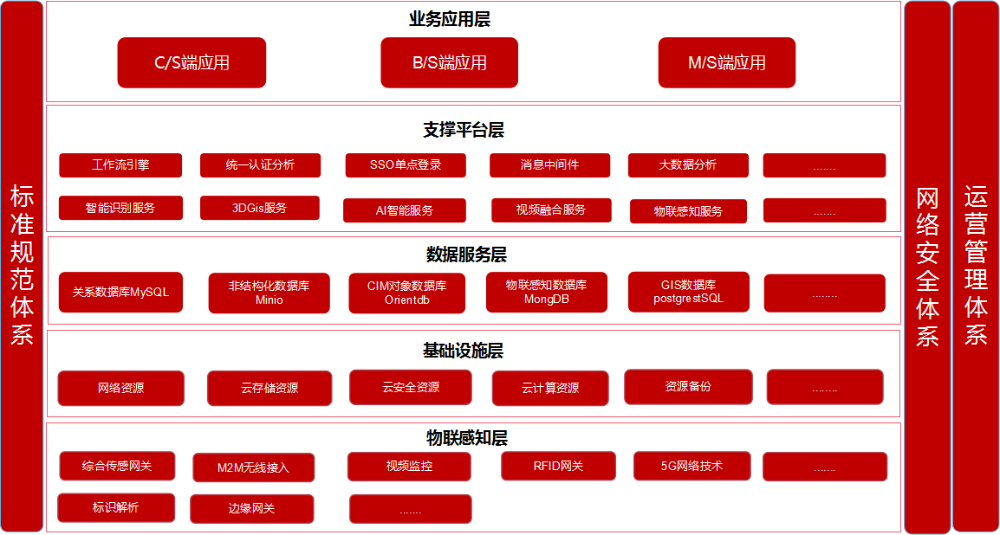 标准规范体系
业务应用层
C/S端应用
B/S端应用
M/S端应用
支撑平台层
工作流引擎
统一认证分析
SSO单点登录
消息中间件
大数据分析
.......
智能识别服务
3DGis服务
AI智能服务
视频融合服务
物联感知服务
.......
数据服务层
关系数据库MySQL
非结构化数据库
Minio
CIM对象数据库
Orientdb
物联感知数据库
MongDB
GIS数据库
postgrestSQL
........
基础设施层
网络资源
云存储资源
云安全资源
云计算资源
资源备份
........
物联感知层
综合传感网关
M2M无线接入
视频监控
RFID网关
5G网络技术
.......
标识解析
边缘网关
.......
网络安全体系
运营管理体系